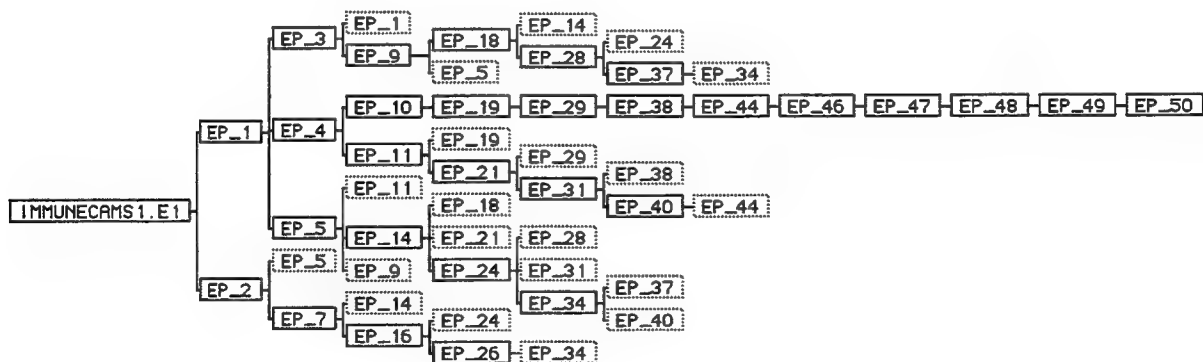 EP_1
EP_14
EP_3
EP_18
EP_24
EP_9
EP_28
EP_5
EP_37
EP_34
EP_10
EP_19
EP_29
EP_38
EP_44
EP_46
EP_47
EP_48
EP_49
EP_50
EP_1
EP_4
EP_19
EP_11
EP_29
EP_21
EP_38
EP_11
EP_31
EP_18
EP_40
EP_44
IMMUNECAMS1.E1
EP_5
EP_14
EP_21
EP_28
EP_5
EP_9
EP_24
EP_31
EP_2
EP_37
EP_14
EP_34
EP_7
EP_24
EP_40
EP_16
EP_26
EP_34